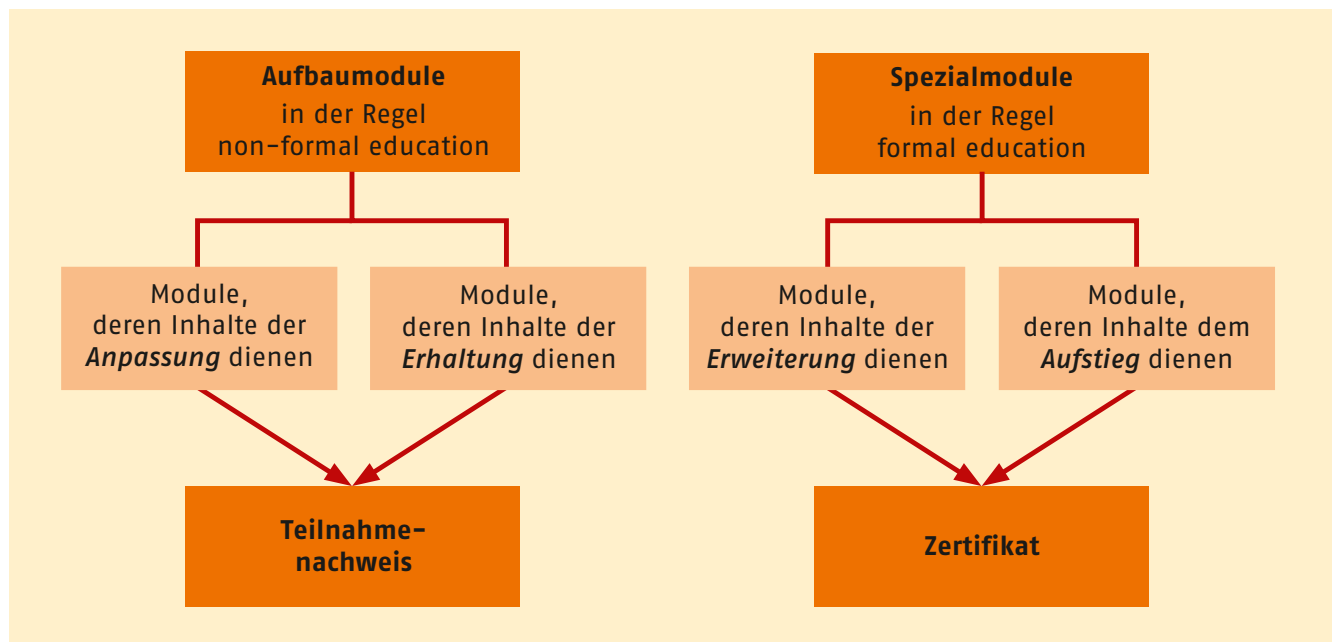 Aufbaumodule
in der Regel
non-formal education
Spezialmodule
in der Regel
formal education
Module,
deren Inhalte der
Anpassung dienen
Module,
deren Inhalte der
Erhaltung dienen
Module,
deren Inhalte der
Erweiterung dienen
Module,
deren Inhalte dem
Aufstieg dienen
Teilnahme-
nachweis
Zertifikat